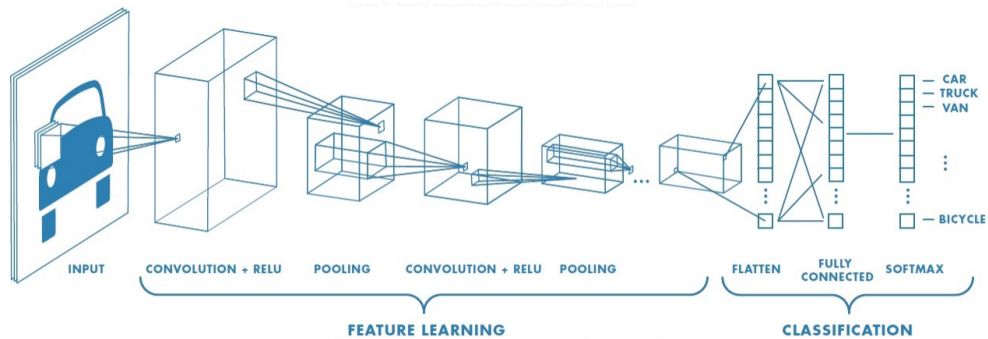 CAR
TRUCK
VAN
BICYCLE
INPUT
CONVOLUTION + RELU
POOLING
CONVOLUTION + RELU
POOLING
FLATTEN
FULLY
CONNECTED
SOFTMAX
FEATURE LEARNING
CLASSIFICATION